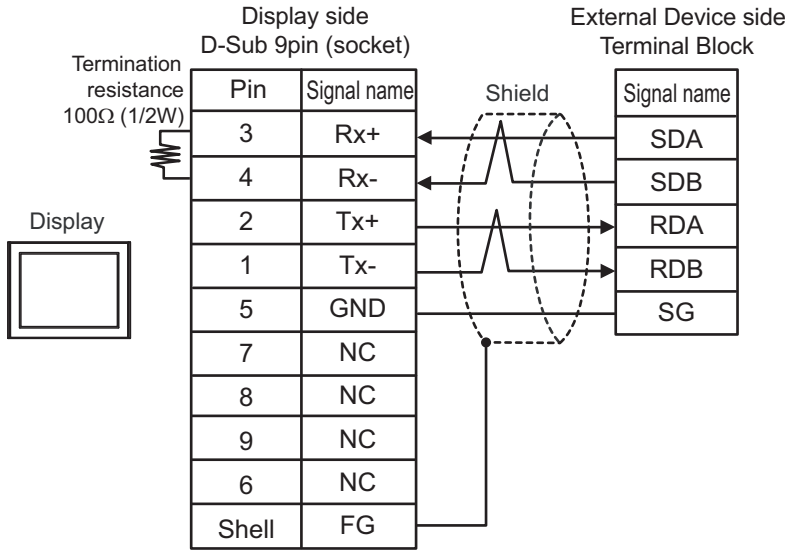 Display side
D-Sub 9pin (socket)
External Device side
Terminal Block
Termination
resistance
100Ω (1/2W)
Pin Signal name
Shield
Signal name
3 Rx+
SDA
4 Rx-
SDB
2 Tx+
RDA
Display
1 Tx-
RDB
5 GND
SG
7 NC
8 NC
9 NC
6 NC
Shell FG